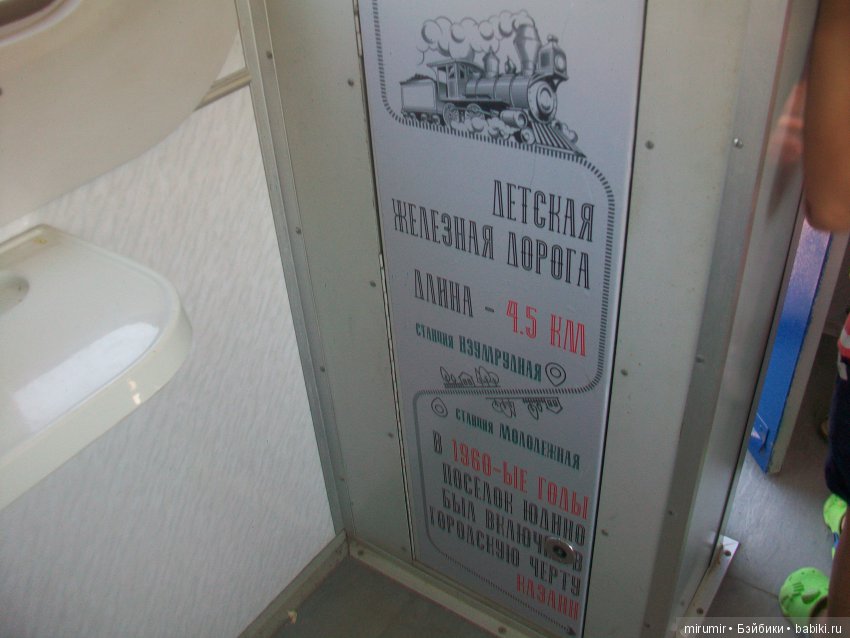 ДЕТСКАЯ
ЖЕЛЕЗНАЯ ДОРОГА
ДЛИНА - 4.5 КМ
СТАНЦИЯ ИЗУМРУДНАЯ
СТАНЦИЯ МОЛОДЕЖНАЯ
В 1960-ЫЕ ГОДЫ
ПОСЕЛОК ЮДИНО
БЫЛ ВКЛЮЧЕН В
ГОРОДСКУЮ ЧЕРТУ
КАЗАНИ
mirumir • Бэйбики • babiki.ru